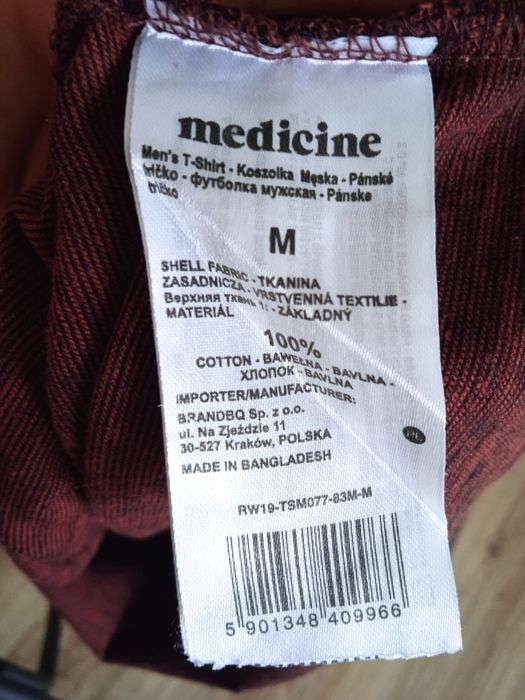 medicine
Men's T-Shirt - Koszolka Męska - Pánské
tričko - футболка мужская - Pánske
tričko
M
SHELL FABRIC - TKANINA
ZASADNICZA - VRSTVENNÁ TEXTILIE -
Верхняя ткань 1: - ZÁKLADNÝ
MATERIÁL
100%
COTTON - BAWEŁNA - BAVLNA -
ХЛОПОК - BAVLNA
IMPORTER/MANUFACTURER:
BRANDBQ Sp. z o.o.
ul. Na Zjeździe 11
30-527 Kraków, POLSKA
MADE IN BANGLADESH
RW19-TSM077-83M-M
5 901348 409966